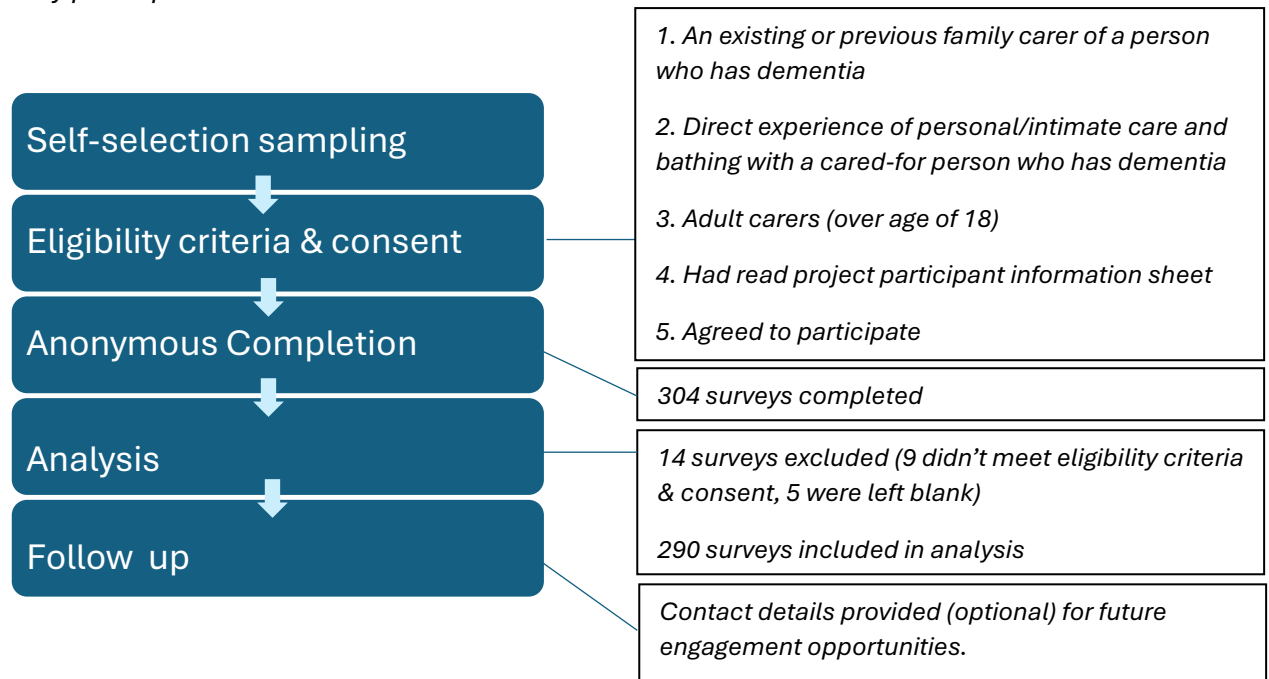 Self-selection sampling
Eligibility criteria & consent
1. An existing or previous family carer of a person
who has dementia
2. Direct experience of personal/intimate care and
bathing with a cared-for person who has dementia
3. Adult carers (over age of 18)
4. Had read project participant information sheet
5. Agreed to participate
Anonymous Completion
304 surveys completed
Analysis
14 surveys excluded (9 didn’t meet eligibility criteria
& consent, 5 were left blank)
290 surveys included in analysis
Follow up
Contact details provided (optional) for future
engagement opportunities.